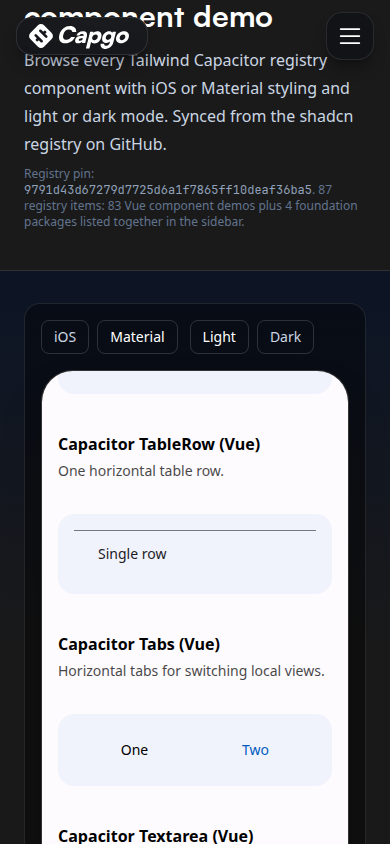 component demo
Capgo
Browse every Tailwind Capacitor registry
component with iOS or Material styling and
light or dark mode. Synced from the shadcn
registry on GitHub.
Registry pin:
9791d43d67279d7725d6a1f7865ff10deaf36ba5. 87
registry items: 83 Vue component demos plus 4 foundation
packages listed together in the sidebar.
iOS
Material
Light
Dark
Capacitor TableRow (Vue)
One horizontal table row.
Single row
Capacitor Tabs (Vue)
Horizontal tabs for switching local views.
One
Two
Capacitor Textarea (Vue)